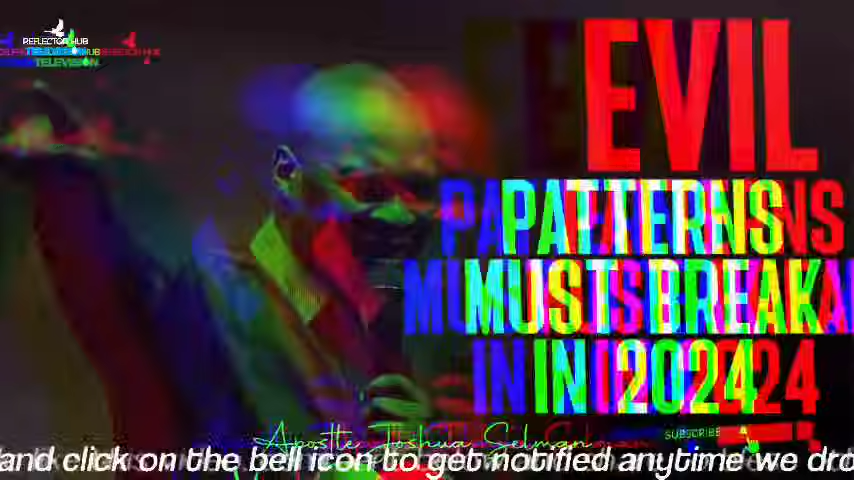 REFLECTOR HUB
TELEVISION
EVIL
PATTERNS
MUST BREAK
IN 2024
Apostle Joshua Selman
SUBSCRIBE
and click on the bell icon to get notified anytime we dro